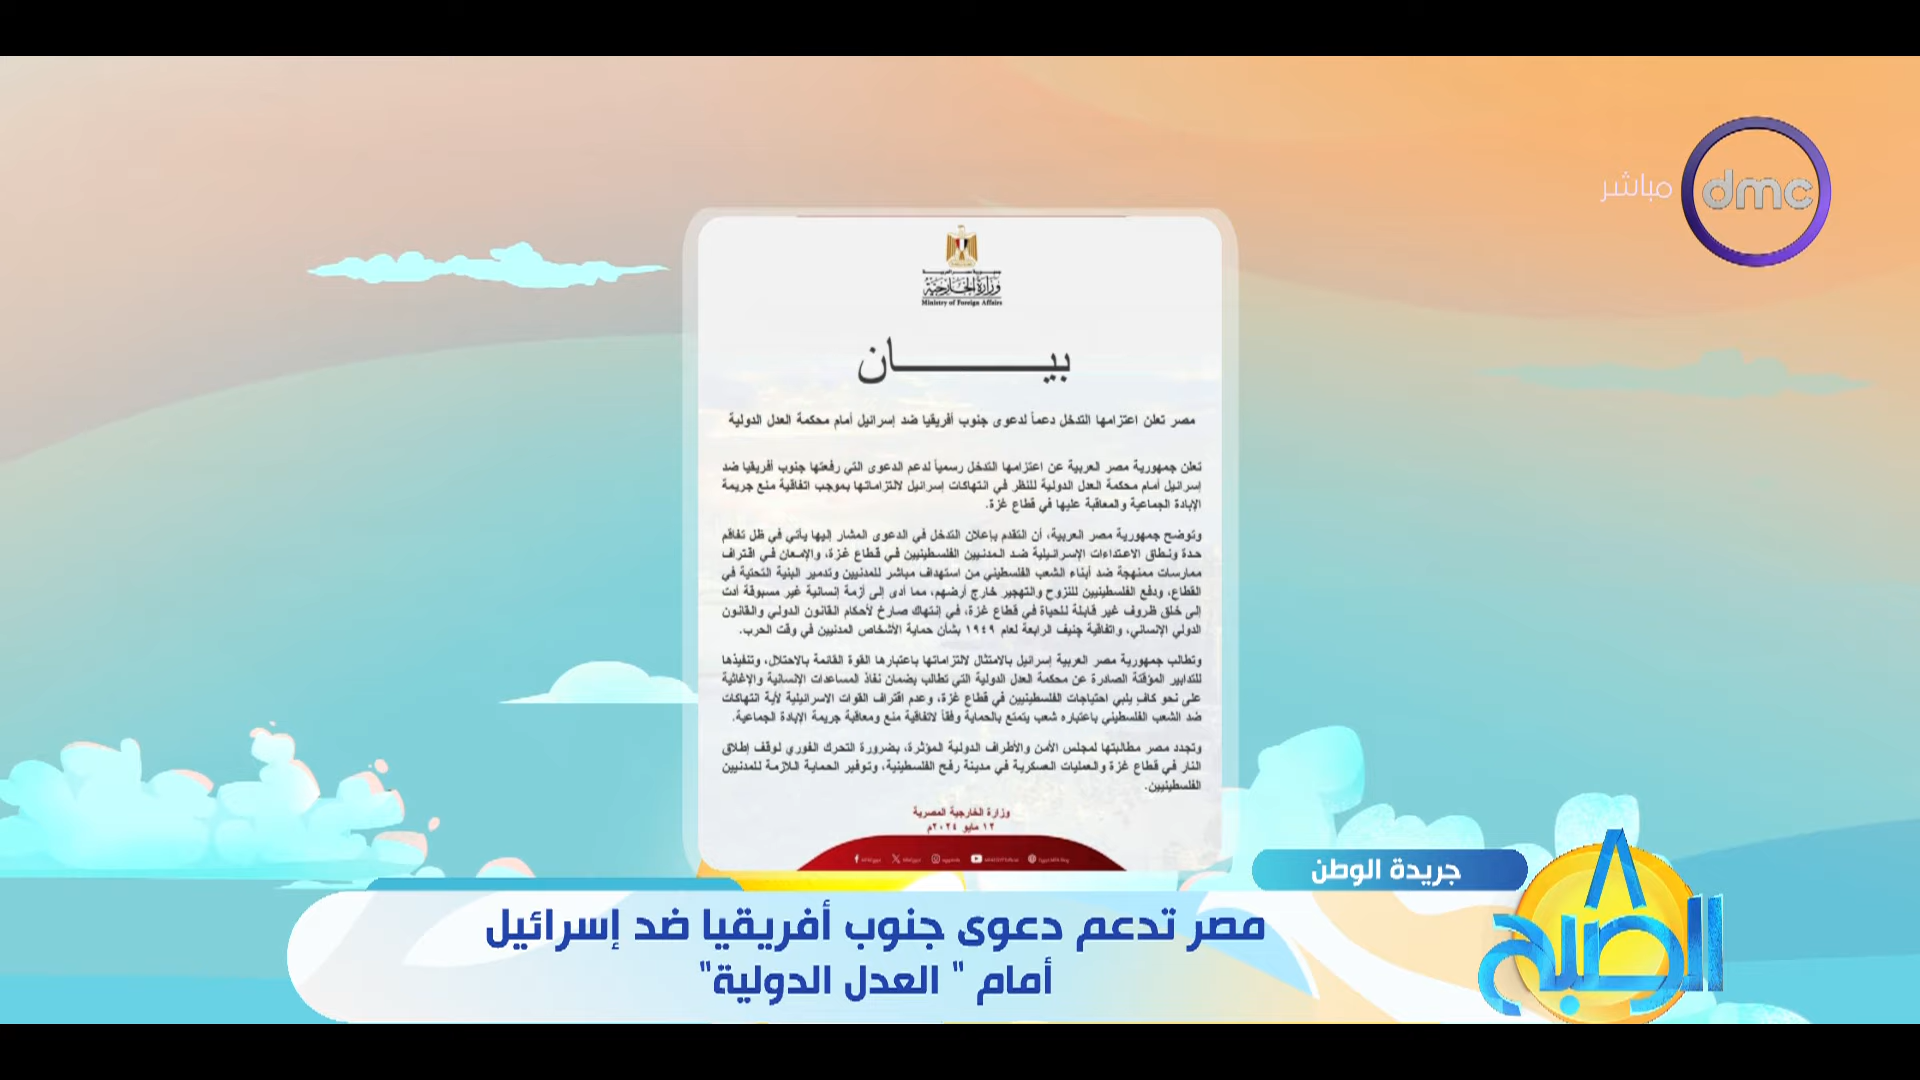 مباشر
dmc
جمهورية مصر العربية
وزارة الخارجية
Ministry of Foreign Affairs
بيـــــــان
مصر تعلن اعتزامها التدخل دعماً لدعوى جنوب أفريقيا ضد إسرائيل أمام محكمة العدل الدولية
تعلن جمهورية مصر العربية عن اعتزامها التدخل رسمياً لدعم الدعوى التي رفعتها جنوب أفريقيا ضد
إسرائيل أمام محكمة العدل الدولية للنظر في انتهاكات إسرائيل لالتزاماتها بموجب اتفاقية منع جريمة
الإبادة الجماعية والمعاقبة عليها في قطاع غزة.
وتوضح جمهورية مصر العربية، أن التقدم بإعلان التدخل في الدعوى المشار إليها يأتي في ظل تفاقم
حدة ونطاق الاعتداءات الإسرائيلية ضد المدنيين الفلسطينيين في قطاع غزة، والإمعان في اقتراف
ممارسات ممنهجة ضد أبناء الشعب الفلسطيني من استهداف مباشر للمدنيين وتدمير البنية التحتية في
القطاع، ودفع الفلسطينيين للنزوح والتهجير خارج أرضهم، مما أدى إلى أزمة إنسانية غير مسبوقة أدت
إلى خلق ظروف غير قابلة للحياة في قطاع غزة، في إنتهاك صارخ لأحكام القانون الدولي والقانون
الدولي الإنساني، واتفاقية جنيف الرابعة لعام ١٩٤٩ بشأن حماية الأشخاص المدنيين في وقت الحرب.
وتطالب جمهورية مصر العربية إسرائيل بالامتثال لالتزاماتها باعتبارها القوة القائمة بالاحتلال، وتنفيذها
للتدابير المؤقتة الصادرة عن محكمة العدل الدولية التي تطالب بضمان نفاذ المساعدات الإنسانية والإغاثية
على نحو كافٍ يلبي احتياجات الفلسطينيين في قطاع غزة، وعدم اقتراف القوات الاسرائيلية لأية انتهاكات
ضد الشعب الفلسطيني باعتباره شعب يتمتع بالحماية وفقاً لاتفاقية منع ومعاقبة جريمة الإبادة الجماعية.
وتجدد مصر مطالبتها لمجلس الأمن والأطراف الدولية المؤثرة، بضرورة التحرك الفوري لوقف إطلاق
النار في قطاع غزة والعمليات العسكرية في مدينة رفح الفلسطينية، وتوفير الحماية اللازمة للمدنيين
الفلسطينيين.
وزارة الخارجية المصرية
١٢ مايو ٢٠٢٤م
جريدة الوطن
مصر تدعم دعوى جنوب أفريقيا ضد إسرائيل
أمام " العدل الدولية"
٨ الصبح